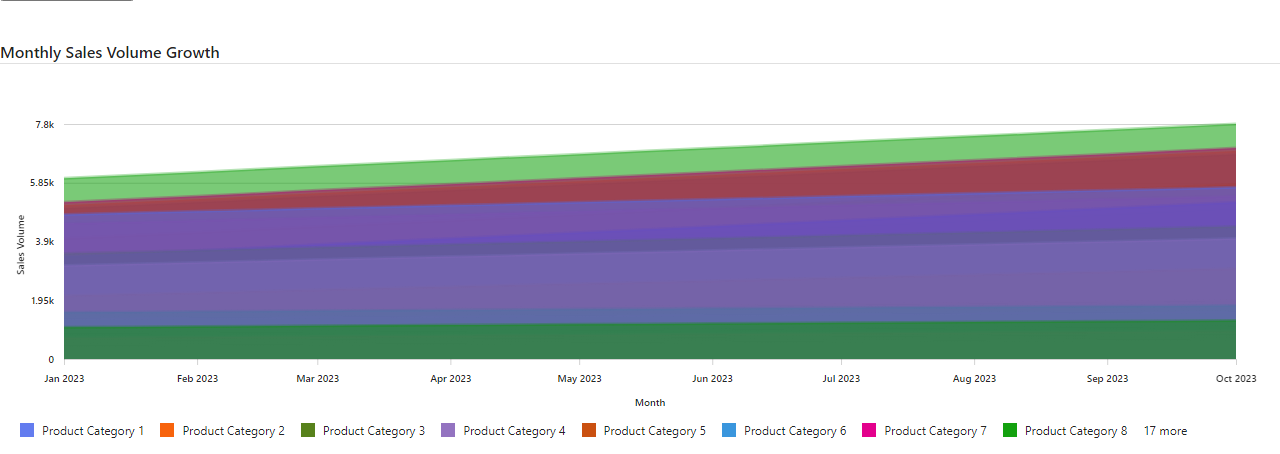 Monthly Sales Volume Growth
7.8k
5.85k
3.9k
1.95k
0
Sales Volume
Jan 2023 Feb 2023 Mar 2023 Apr 2023 May 2023 Jun 2023 Jul 2023 Aug 2023 Sep 2023 Oct 2023
Month
Product Category 1 Product Category 2 Product Category 3 Product Category 4 Product Category 5 Product Category 6 Product Category 7 Product Category 8 17 more